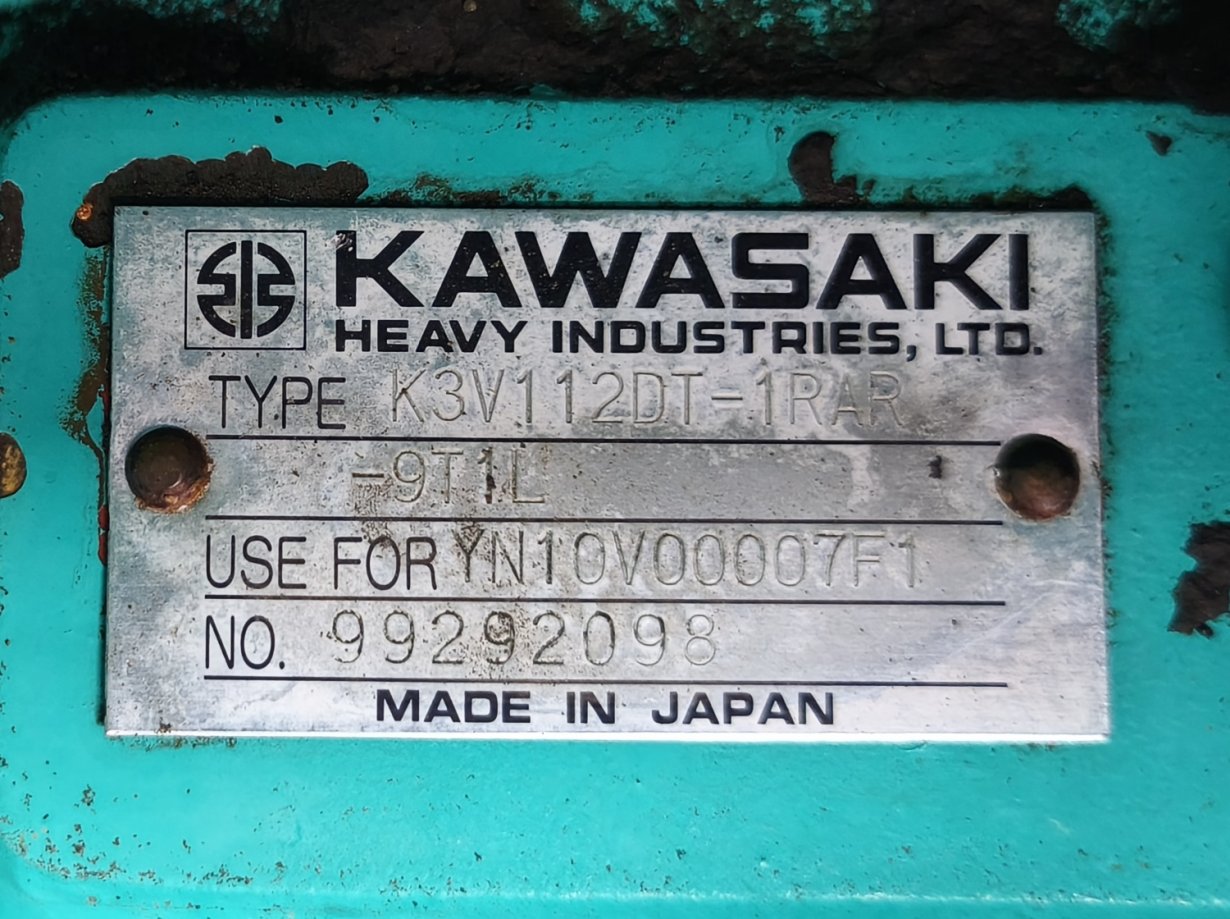 KAWASAKI
HEAVY INDUSTRIES, LTD.
TYPE K3V112DT-1RAR
-9T1L
USE FOR YN10V00007F1
NO. 99292098
MADE IN JAPAN